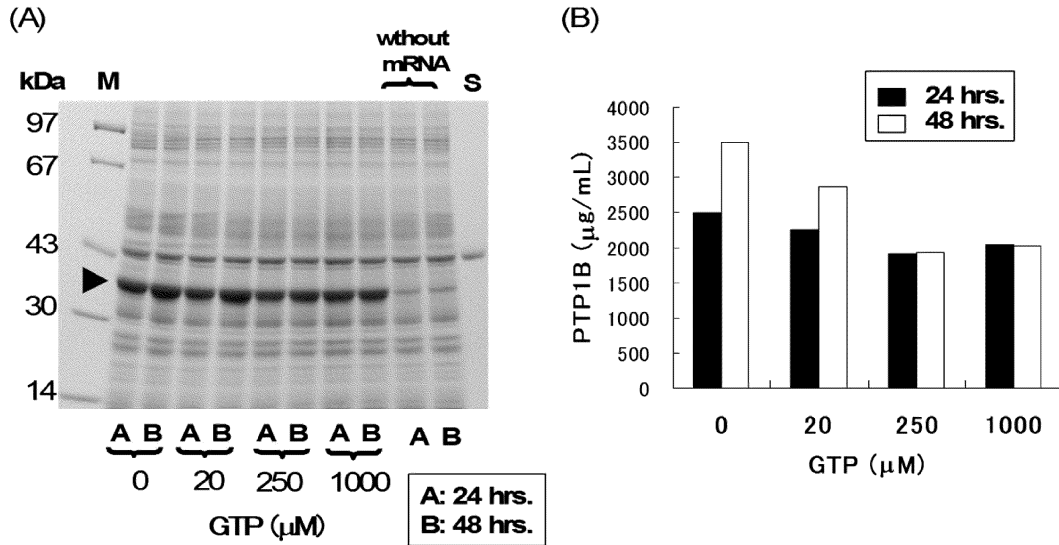 (A)
wthout
mRNA
kDa M S
97
67
43
30
14
A B A B A B A B A B
0 20 250 1000
GTP (μM)
A: 24 hrs.
B: 48 hrs.
(B)
24 hrs.
48 hrs.
4000
3500
3000
2500
2000
1500
1000
500
0
PTP1B (μg/mL)
0 20 250 1000
GTP (μM)